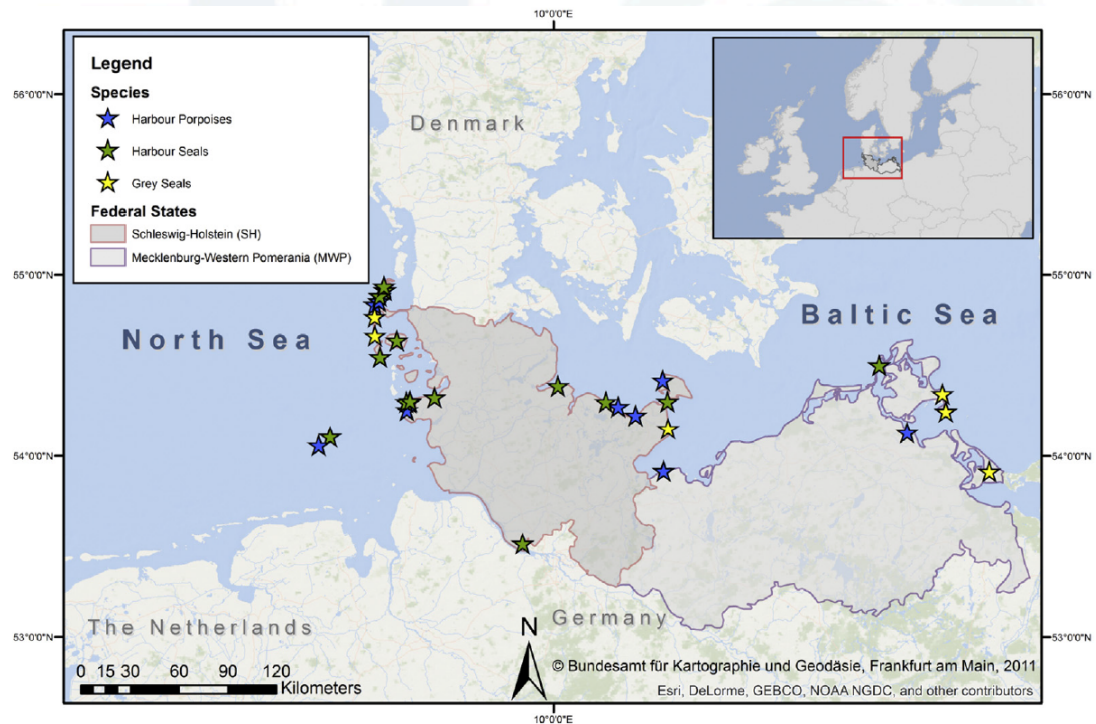 10°0'0"E
Legend
Species
Harbour Porpoises
Harbour Seals
Grey Seals
Federal States
Schleswig-Holstein (SH)
Mecklenburg-Western Pomerania (MWP)
56°0'0"N
56°0'0"N
Denmark
55°0'0"N
55°0'0"N
North Sea
Baltic Sea
54°0'0"N
54°0'0"N
53°0'0"N
53°0'0"N
The Netherlands
Germany
N
0 15 30 60 90 120
Kilometers
© Bundesamt für Kartographie und Geodäsie, Frankfurt am Main, 2011
Esri, DeLorme, GEBCO, NOAA NGDC, and other contributors
10°0'0"E